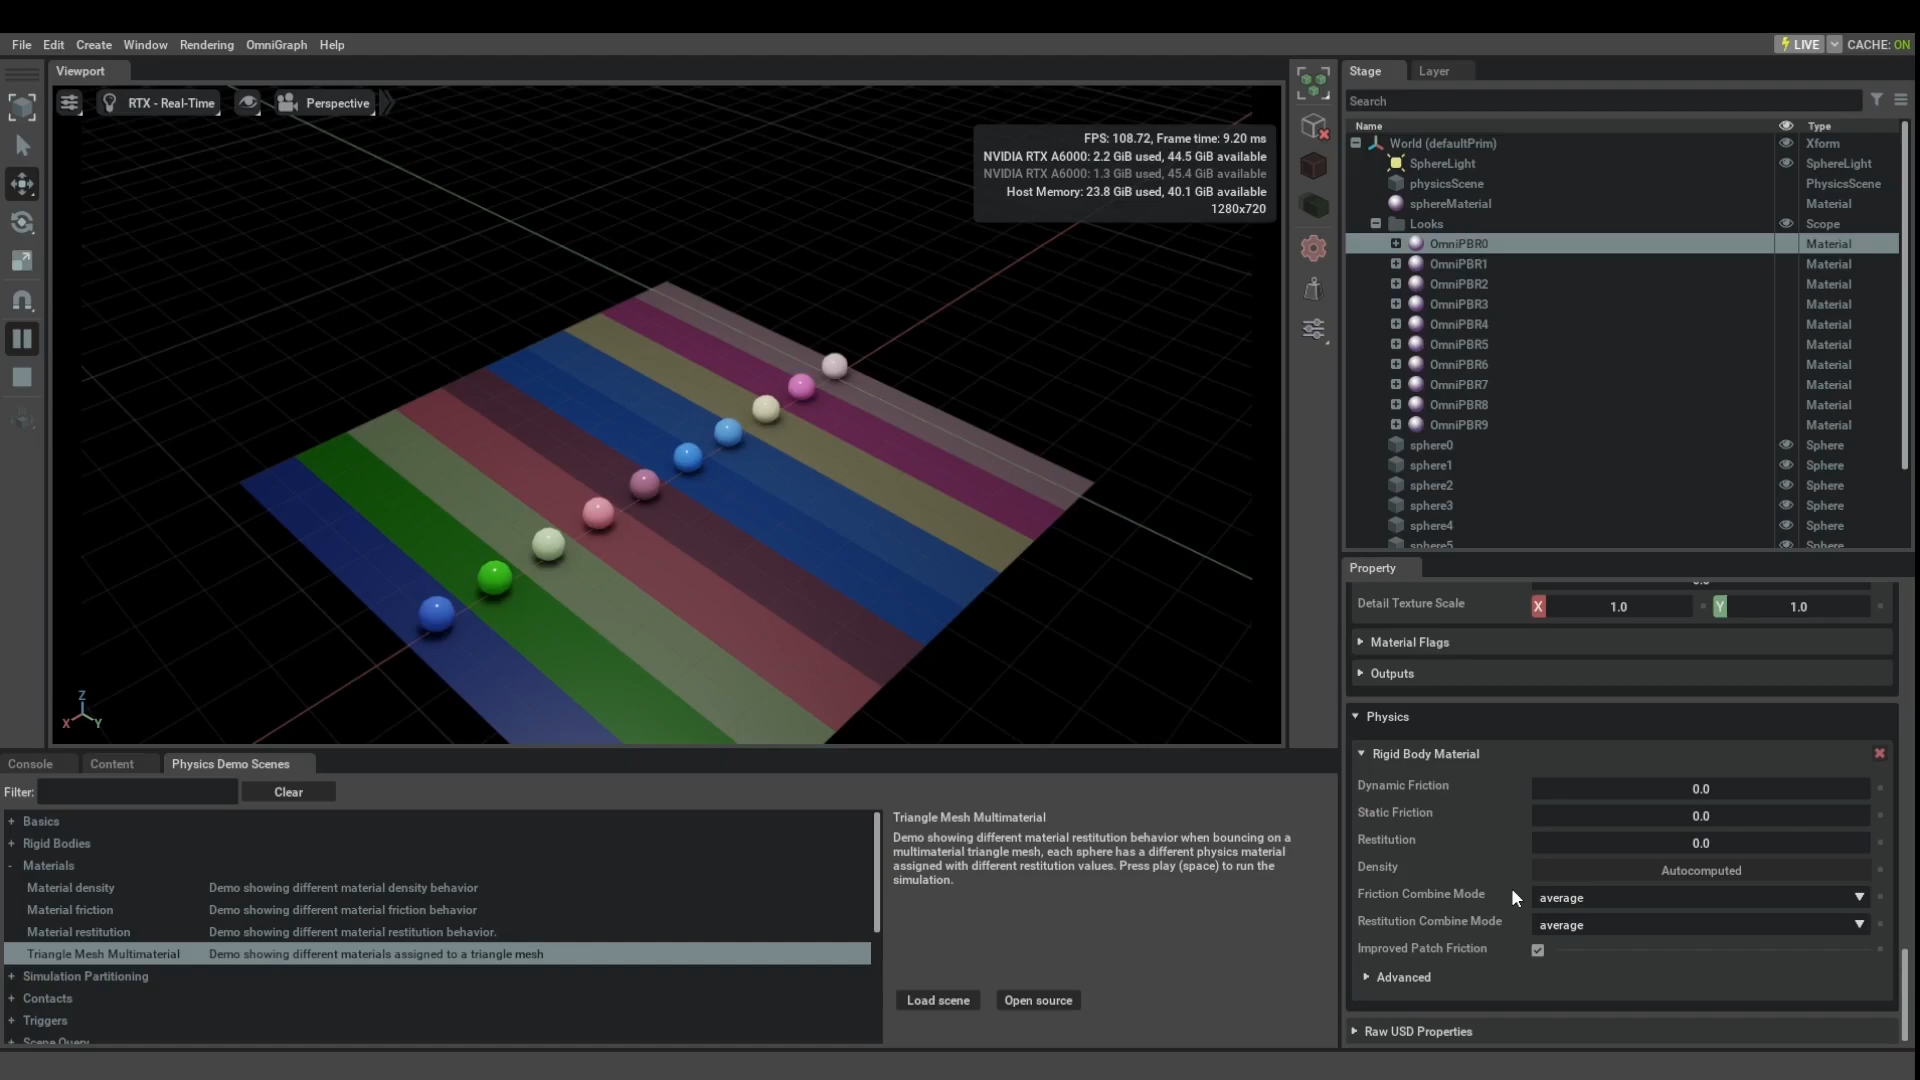 File Edit Create Window Rendering OmniGraph Help
LIVE CACHE: ON
Viewport
RTX - Real-Time Perspective
FPS: 108.72, Frame time: 9.20 ms
NVIDIA RTX A6000: 2.2 GiB used, 44.5 GiB available
NVIDIA RTX A6000: 1.3 GiB used, 45.4 GiB available
Host Memory: 23.8 GiB used, 40.1 GiB available
1280x720
Z
X Y
Stage Layer
Search
Name Type
World (defaultPrim) Xform
SphereLight SphereLight
physicsScene PhysicsScene
sphereMaterial Material
Looks Scope
OmniPBR0 Material
OmniPBR1 Material
OmniPBR2 Material
OmniPBR3 Material
OmniPBR4 Material
OmniPBR5 Material
OmniPBR6 Material
OmniPBR7 Material
OmniPBR8 Material
OmniPBR9 Material
sphere0 Sphere
sphere1 Sphere
sphere2 Sphere
sphere3 Sphere
sphere4 Sphere
sphere5 Sphere
Property
Detail Texture Scale X 1.0 Y 1.0
Material Flags
Outputs
Physics
Rigid Body Material
Dynamic Friction 0.0
Static Friction 0.0
Restitution 0.0
Density Autocomputed
Friction Combine Mode average
Restitution Combine Mode average
Improved Patch Friction
Advanced
Raw USD Properties
Console Content Physics Demo Scenes
Filter: Clear
+ Basics
+ Rigid Bodies
- Materials
Material density Demo showing different material density behavior
Material friction Demo showing different material friction behavior
Material restitution Demo showing different material restitution behavior.
Triangle Mesh Multimaterial Demo showing different materials assigned to a triangle mesh
+ Simulation Partitioning
+ Contacts
+ Triggers
+ Scene Query
Triangle Mesh Multimaterial
Demo showing different material restitution behavior when bouncing on a
multimaterial triangle mesh, each sphere has a different physics material
assigned with different restitution values. Press play (space) to run the
simulation.
Load scene Open source